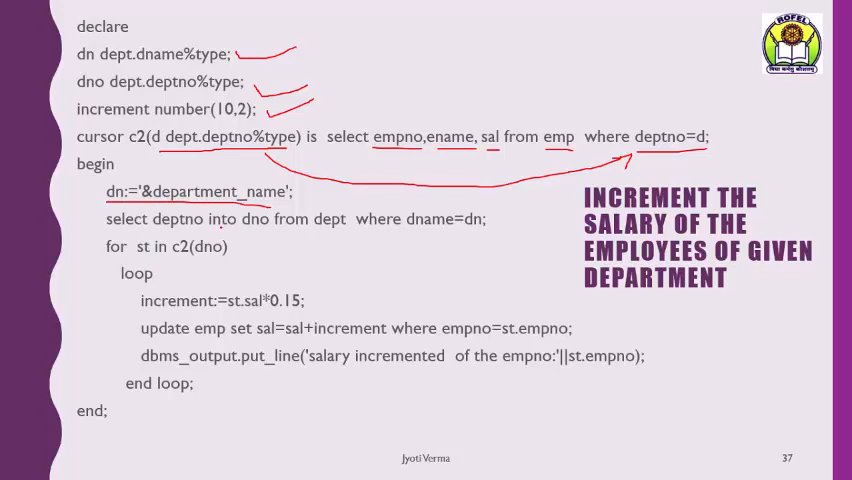 declare
dn dept.dname%type;
dno dept.deptno%type;
increment number(10,2);
cursor c2(d dept.deptno%type) is select empno,ename, sal from emp where deptno=d;
begin
dn:='&department_name';
select deptno into dno from dept where dname=dn;
for st in c2(dno)
loop
increment:=st.sal*0.15;
update emp set sal=sal+increment where empno=st.empno;
dbms_output.put_line('salary incremented of the empno:'||st.empno);
end loop;
end;
ROFEL
INCREMENT THE
SALARY OF THE
EMPLOYEES OF GIVEN
DEPARTMENT
Jyoti Verma
37